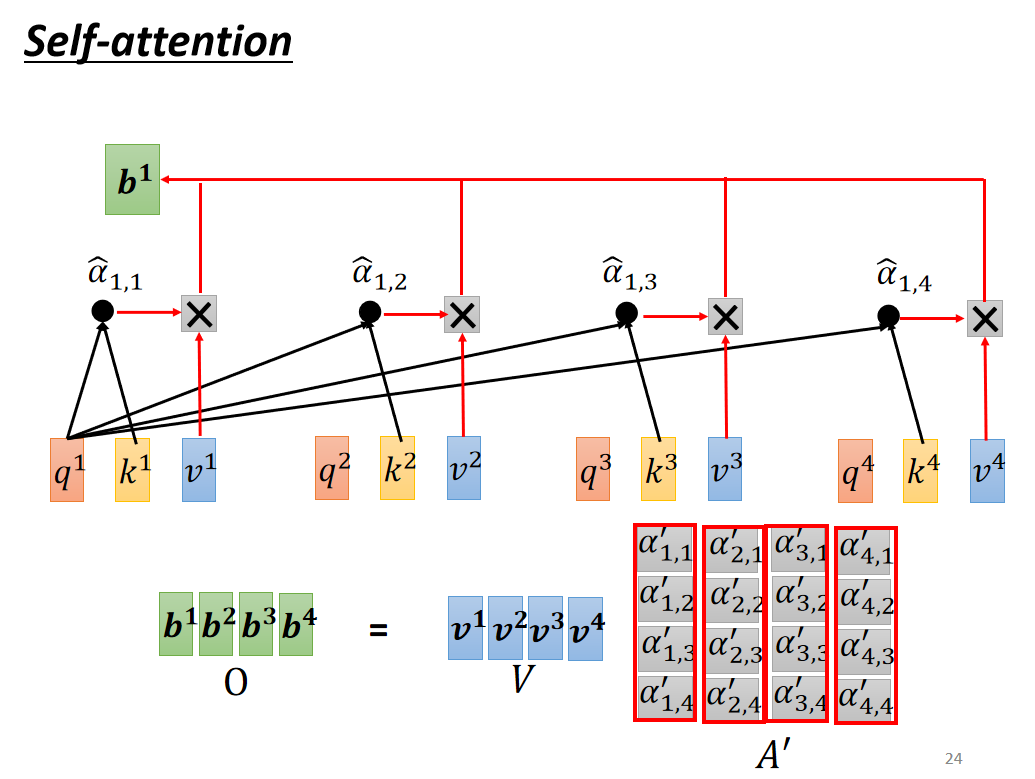 Self-attention
b¹
α̂₁,₁ α̂₁,₂ α̂₁,₃ α̂₁,₄
q¹ k¹ v¹ q² k² v² q³ k³ v³ q⁴ k⁴ v⁴
α′₁,₁ α′₂,₁ α′₃,₁ α′₄,₁
α′₁,₂ α′₂,₂ α′₃,₂ α′₄,₂
b¹ b² b³ b⁴ = v¹ v² v³ v⁴
α′₁,₃ α′₂,₃ α′₃,₃ α′₄,₃
α′₁,₄ α′₂,₄ α′₃,₄ α′₄,₄
O V
A′
24